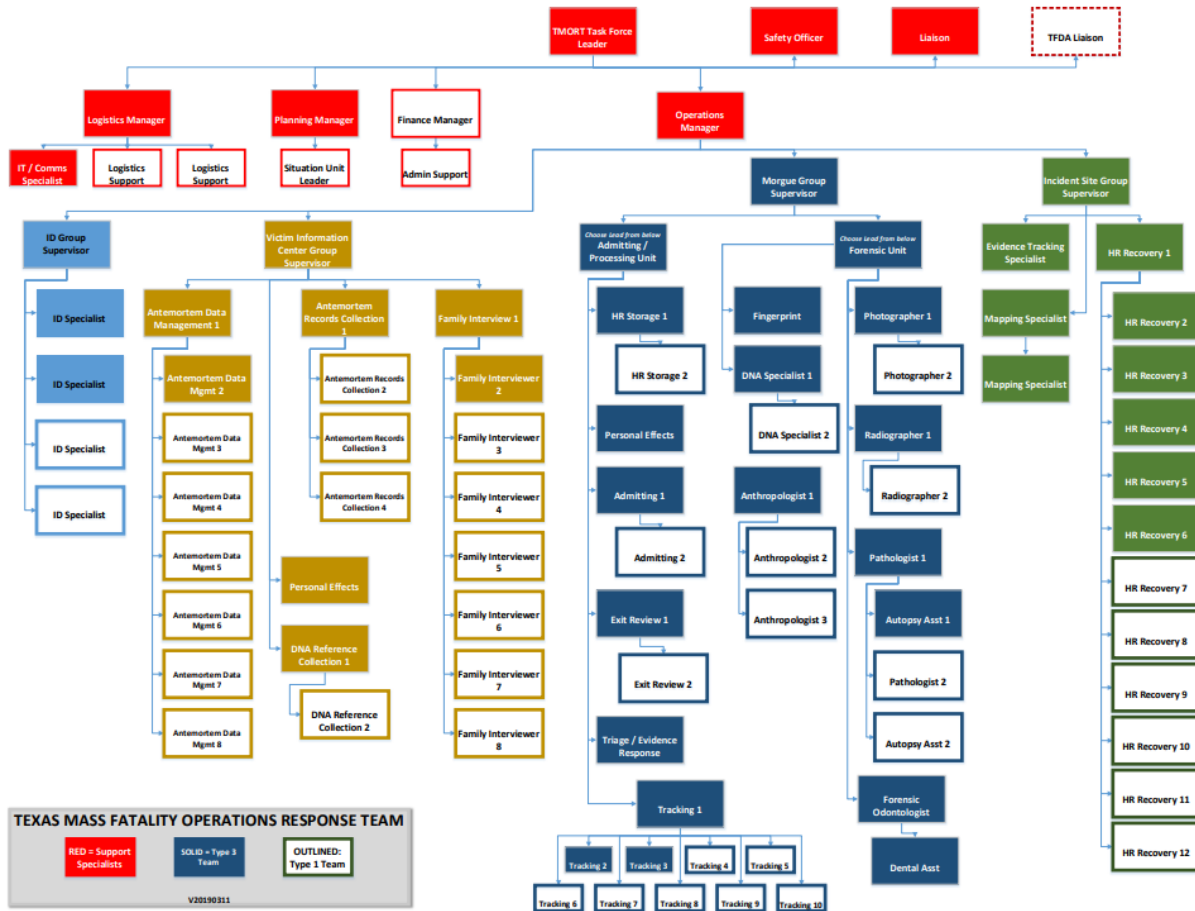 TMORT Task Force
Leader
Safety Officer
Liaison
TFDA Liaison
Logistics Manager
Planning Manager
Finance Manager
Operations
Manager
IT / Comms
Specialist
Logistics
Support
Logistics
Support
Situation Unit
Leader
Admin Support
Morgue Group
Supervisor
Incident Site Group
Supervisor
ID Group
Supervisor
Victim Information
Center Group
Supervisor
Choose Lead from below
Admitting /
Processing Unit
Choose Lead from below
Forensic Unit
Evidence Tracking
Specialist
HR Recovery 1
ID Specialist
ID Specialist
ID Specialist
ID Specialist
Antemortem Data
Management 1
Antemortem Data
Mgmt 2
Antemortem Data
Mgmt 3
Antemortem Data
Mgmt 4
Antemortem Data
Mgmt 5
Antemortem Data
Mgmt 6
Antemortem Data
Mgmt 7
Antemortem Data
Mgmt 8
Antemortem
Records Collection
1
Antemortem Records
Collection 2
Antemortem Records
Collection 3
Antemortem Records
Collection 4
Personal Effects
DNA Reference
Collection 1
DNA Reference
Collection 2
Family Interview 1
Family Interviewer
2
Family Interviewer
3
Family Interviewer
4
Family Interviewer
5
Family Interviewer
6
Family Interviewer
7
Family Interviewer
8
HR Storage 1
HR Storage 2
Personal Effects
Admitting 1
Admitting 2
Exit Review 1
Exit Review 2
Triage / Evidence
Response
Tracking 1
Tracking 2
Tracking 3
Tracking 4
Tracking 5
Tracking 6
Tracking 7
Tracking 8
Tracking 9
Tracking 10
Fingerprint
DNA Specialist 1
DNA Specialist 2
Anthropologist 1
Anthropologist 2
Anthropologist 3
Photographer 1
Photographer 2
Radiographer 1
Radiographer 2
Pathologist 1
Autopsy Asst 1
Pathologist 2
Autopsy Asst 2
Forensic
Odontologist
Dental Asst
Mapping Specialist
Mapping Specialist
HR Recovery 2
HR Recovery 3
HR Recovery 4
HR Recovery 5
HR Recovery 6
HR Recovery 7
HR Recovery 8
HR Recovery 9
HR Recovery 10
HR Recovery 11
HR Recovery 12
TEXAS MASS FATALITY OPERATIONS RESPONSE TEAM
RED = Support
Specialists
SOLID = Type 3
Team
OUTLINED:
Type 1 Team
V20190311